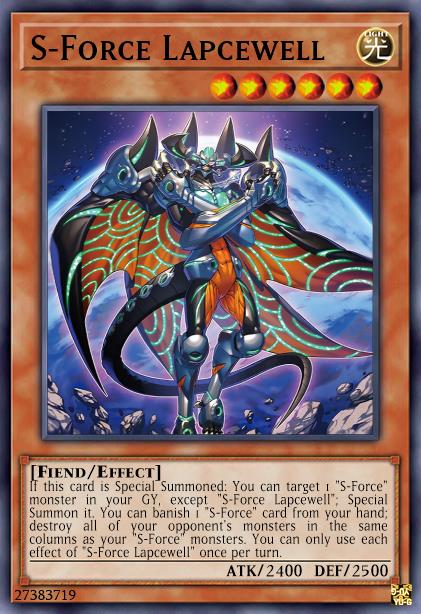 S-Force Lapcewell
LIGHT
光
[Fiend/Effect]
If this card is Special Summoned: You can target 1 "S-Force"
monster in your GY, except "S-Force Lapcewell"; Special
Summon it. You can banish 1 "S-Force" card from your hand;
destroy all of your opponent's monsters in the same
columns as your "S-Force" monsters. You can only use each
effect of "S-Force Lapcewell" once per turn.
ATK/2400 DEF/2500
27383719